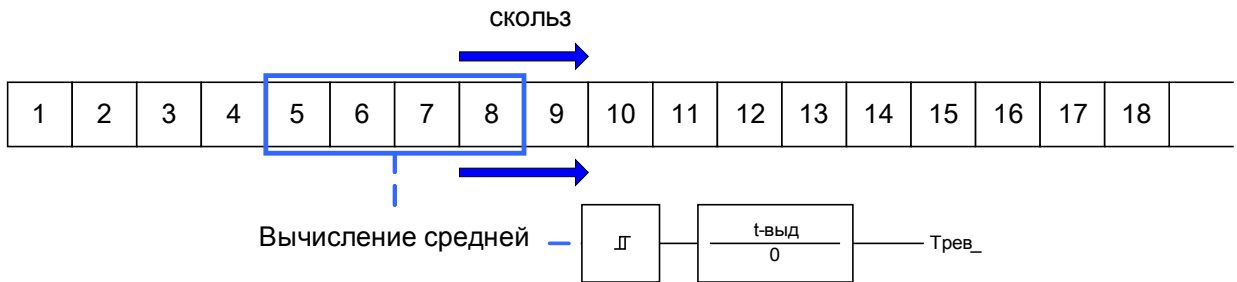 скольз
1 2 3 4 5 6 7 8 9 10 11 12 13 14 15 16 17 18
Вычисление средней
t-выд
0
Трев_